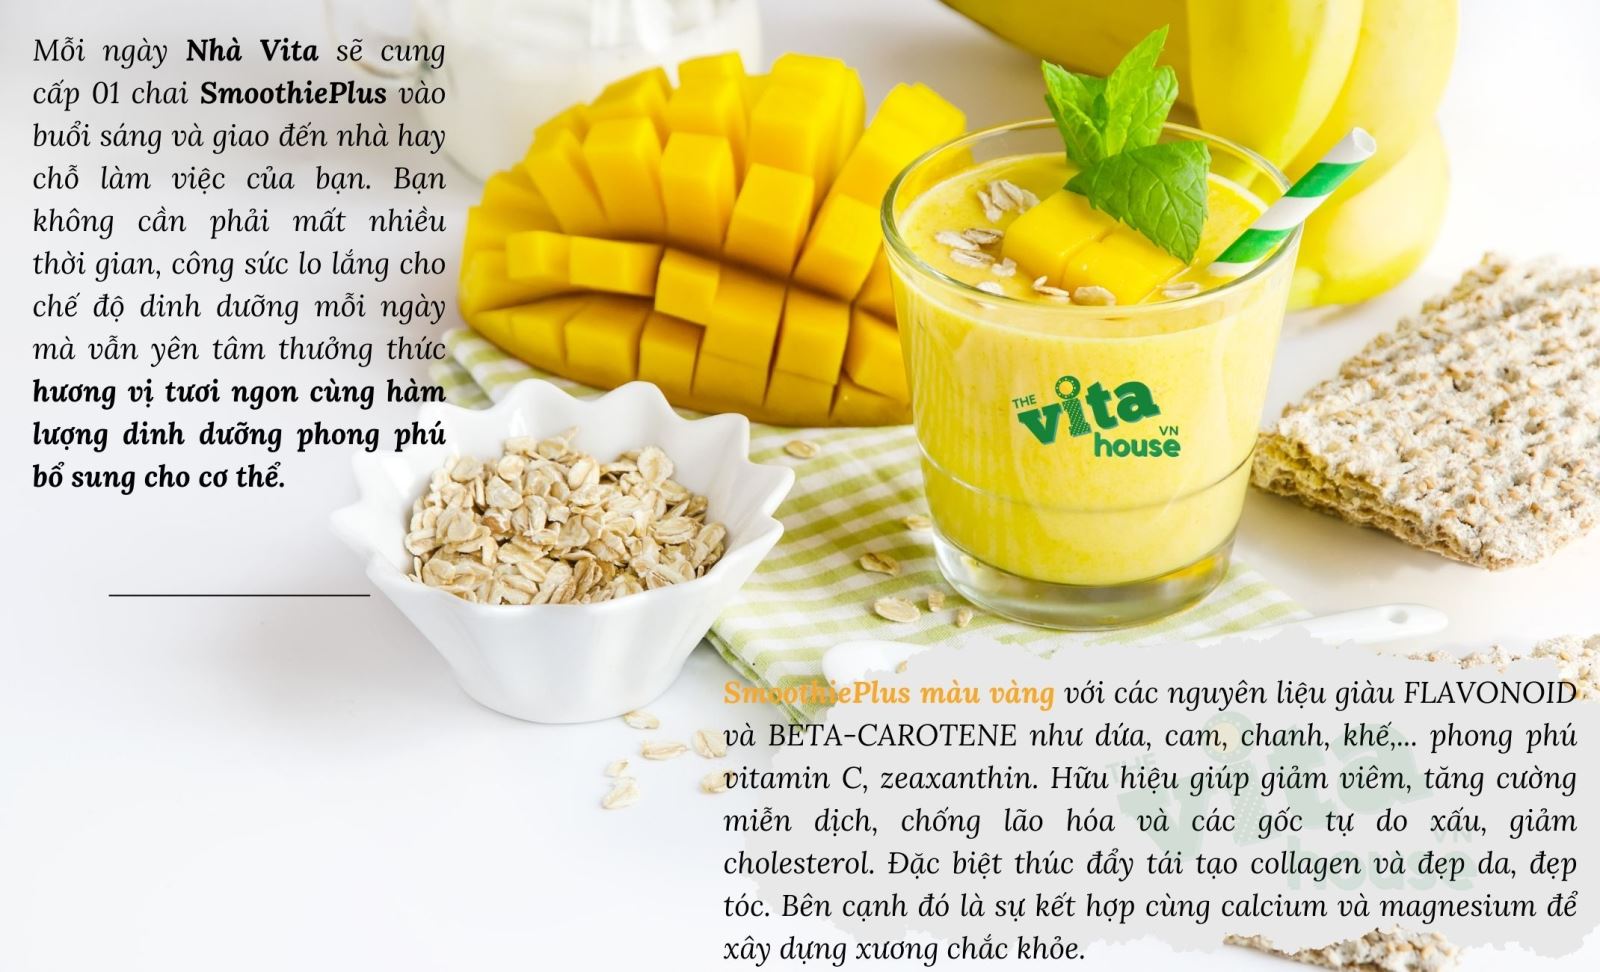 Mỗi ngày Nhà Vita sẽ cung
cấp 01 chai SmoothiePlus vào
buổi sáng và giao đến nhà hay
chỗ làm việc của bạn. Bạn
không cần phải mất nhiều
thời gian, công sức lo lắng cho
chế độ dinh dưỡng mỗi ngày
mà vẫn yên tâm thưởng thức
hương vị tươi ngon cùng hàm
lượng dinh dưỡng phong phú
bổ sung cho cơ thể.
THE
vita
VN
house
SmoothiePlus màu vàng với các nguyên liệu giàu FLAVONOID
và BETA-CAROTENE như dứa, cam, chanh, khế,... phong phú
vitamin C, zeaxanthin. Hữu hiệu giúp giảm viêm, tăng cường
miễn dịch, chống lão hóa và các gốc tự do xấu, giảm
cholesterol. Đặc biệt thúc đẩy tái tạo collagen và đẹp da, đẹp
tóc. Bên cạnh đó là sự kết hợp cùng calcium và magnesium để
xây dựng xương chắc khỏe.
THE
vita
VN
house